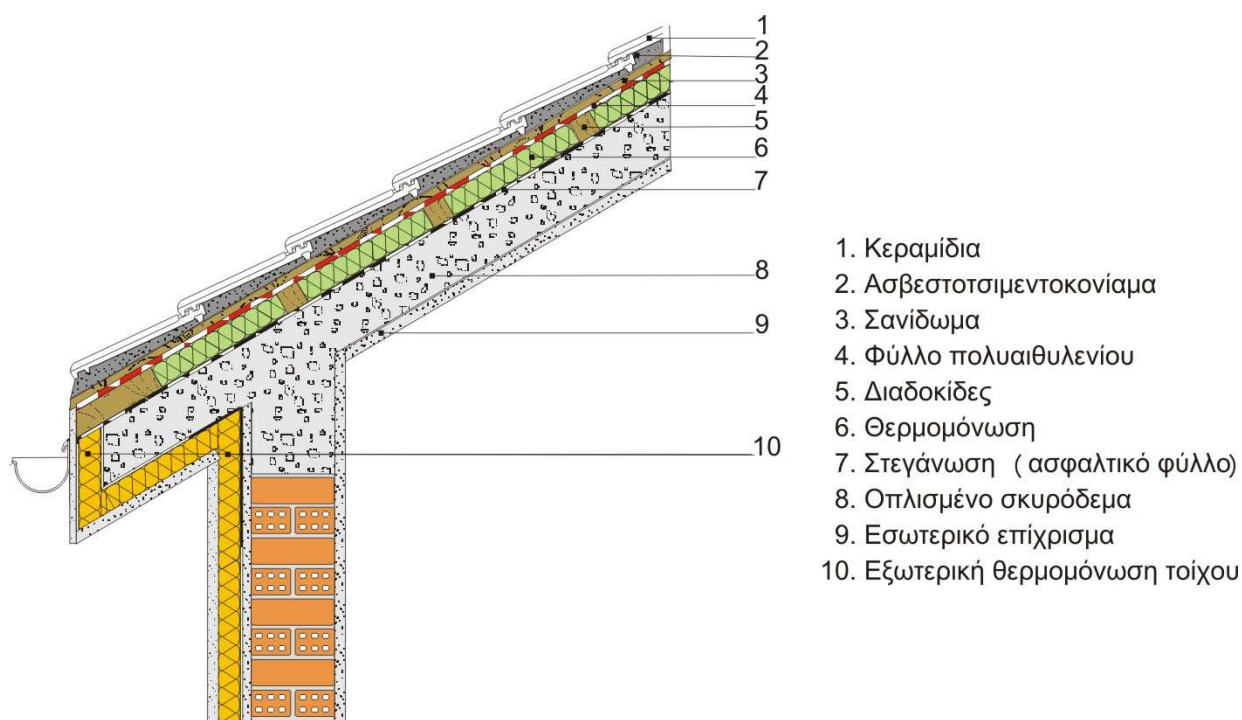 1
2
3
4
5
6
7
8
9
10
1. Κεραμίδια
2. Ασβεστοτσιμεντοκονίαμα
3. Σανίδωμα
4. Φύλλο πολυαιθυλενίου
5. Διαδοκίδες
6. Θερμομόνωση
7. Στεγάνωση ( ασφαλτικό φύλλο)
8. Οπλισμένο σκυρόδεμα
9. Εσωτερικό επίχρισμα
10. Εξωτερική θερμομόνωση τοίχου